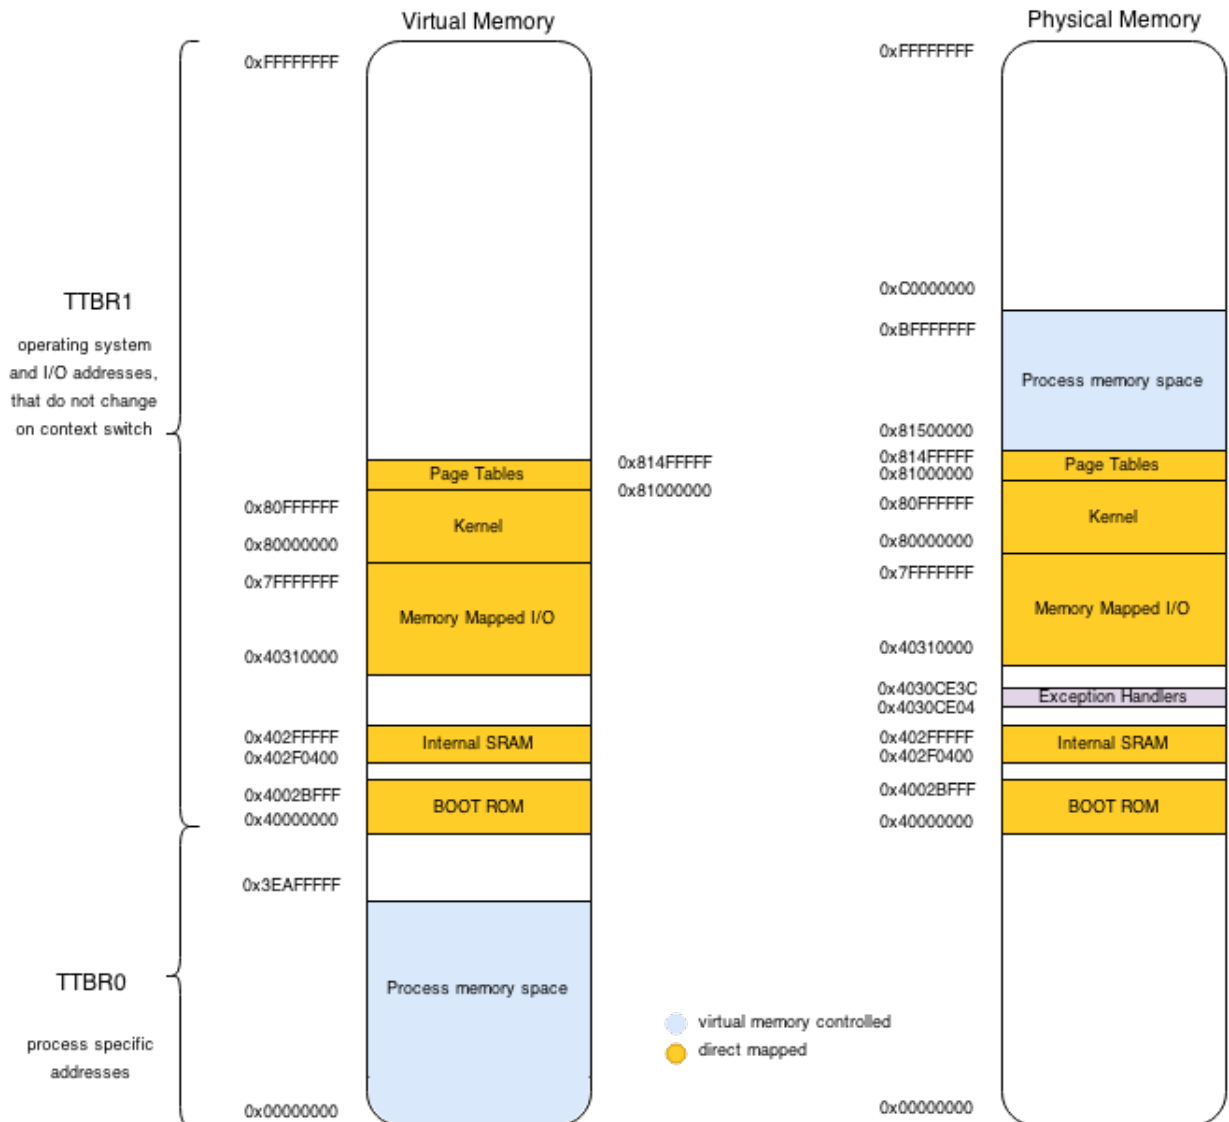 Virtual Memory
Physical Memory
0xFFFFFFFF
0xFFFFFFFF
0xC0000000
TTBR1
0xBFFFFFFF
operating system
and I/O addresses,
that do not change
on context switch
Process memory space
0x81500000
0x814FFFFF
0x814FFFFF
Page Tables
Page Tables
0x81000000
0x81000000
0x80FFFFFF
0x80FFFFFF
Kernel
Kernel
0x80000000
0x80000000
0x7FFFFFFF
0x7FFFFFFF
Memory Mapped I/O
Memory Mapped I/O
0x40310000
0x40310000
0x4030CE3C
Exception Handlers
0x4030CE04
0x402FFFFF
0x402FFFFF
Internal SRAM
Internal SRAM
0x402F0400
0x402F0400
0x4002BFFF
0x4002BFFF
BOOT ROM
BOOT ROM
0x40000000
0x40000000
0x3EAFFFFF
TTBR0
Process memory space
virtual memory controlled
process specific
addresses
direct mapped
0x00000000
0x00000000